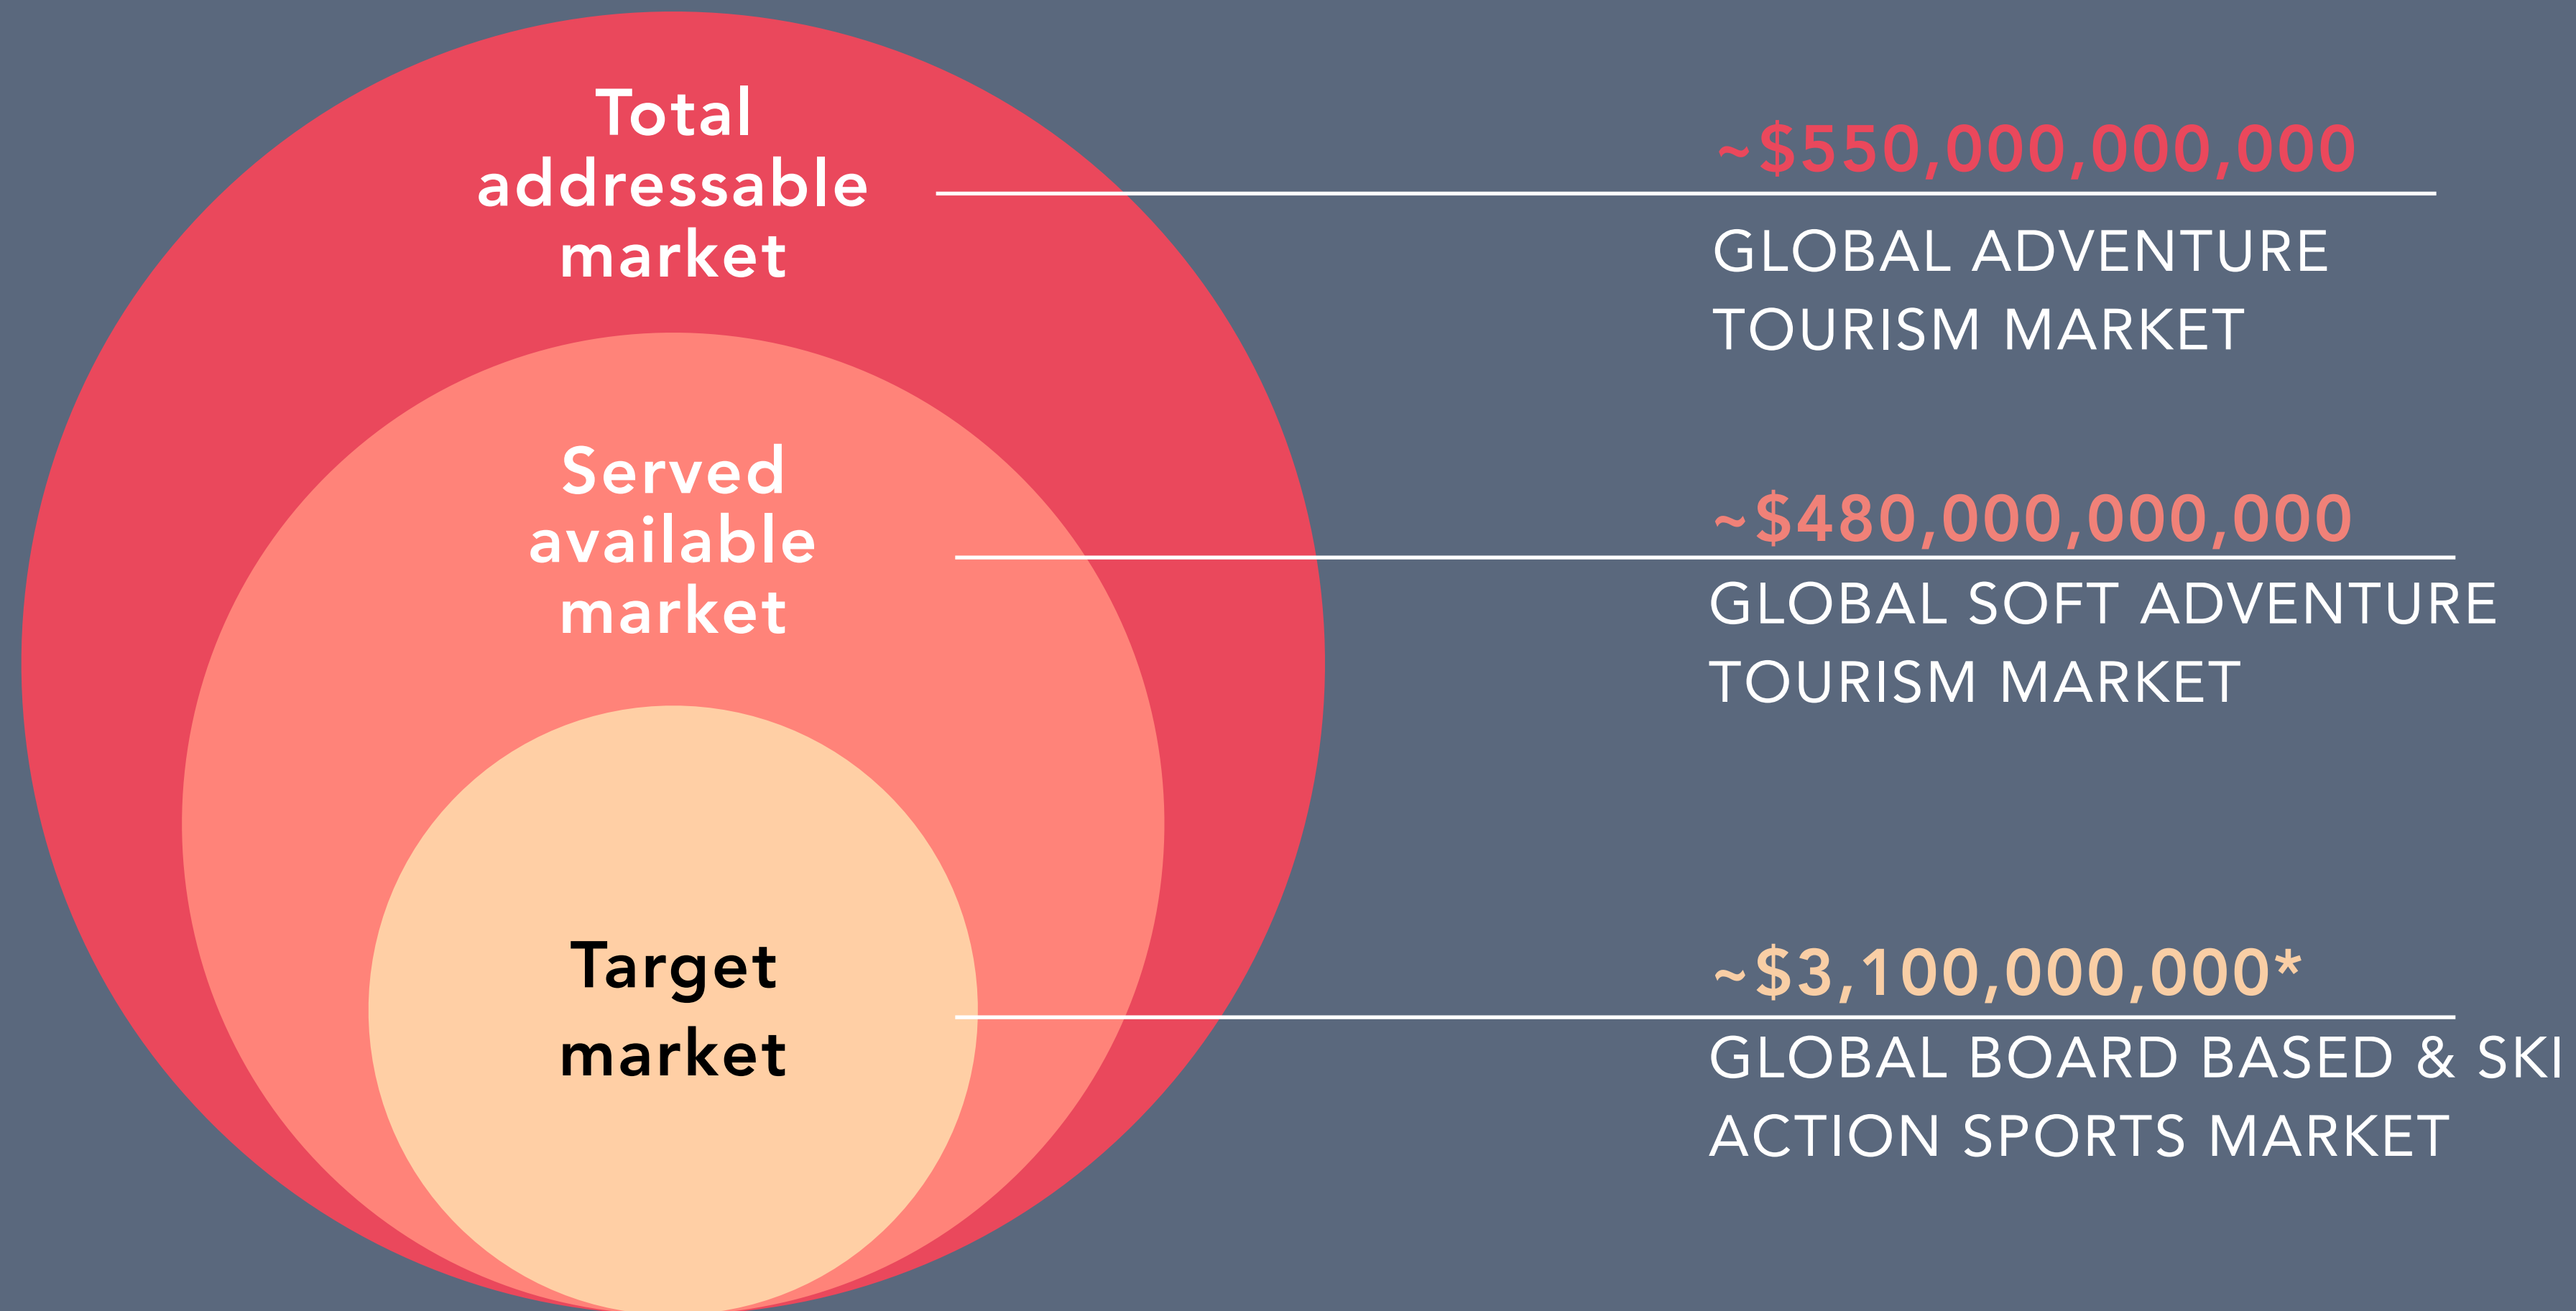 Total
addressable
market
~$550,000,000,000
GLOBAL ADVENTURE
TOURISM MARKET
Served
available
market
~$480,000,000,000
GLOBAL SOFT ADVENTURE
TOURISM MARKET
Target
market
~$3,100,000,000*
GLOBAL BOARD BASED & SKI
ACTION SPORTS MARKET